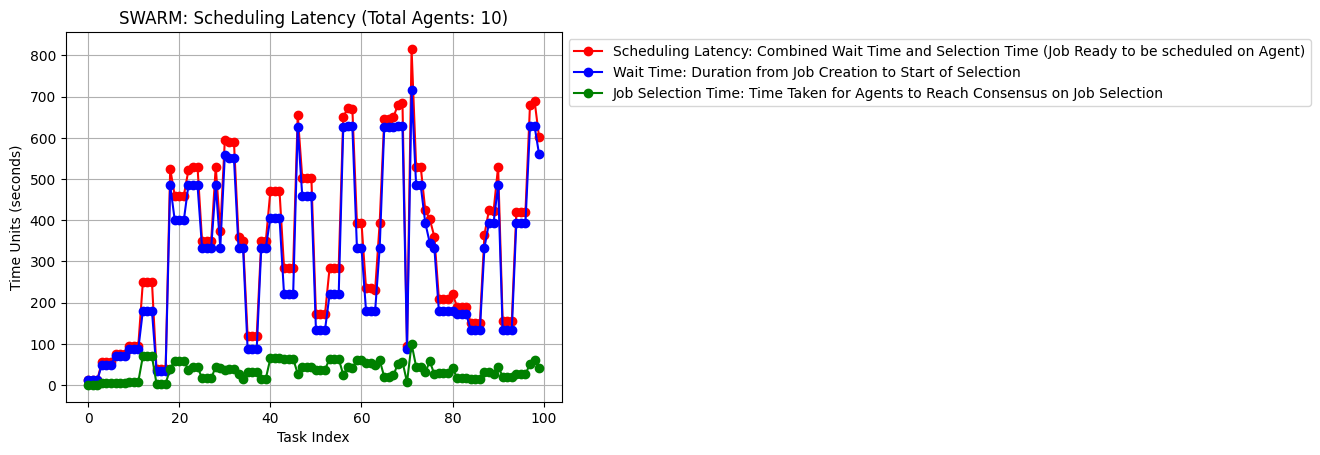 SWARM: Scheduling Latency (Total Agents: 10)
Scheduling Latency: Combined Wait Time and Selection Time (Job Ready to be scheduled on Agent)
Wait Time: Duration from Job Creation to Start of Selection
Job Selection Time: Time Taken for Agents to Reach Consensus on Job Selection
Time Units (seconds)
800
700
600
500
400
300
200
100
0
0 20 40 60 80 100
Task Index